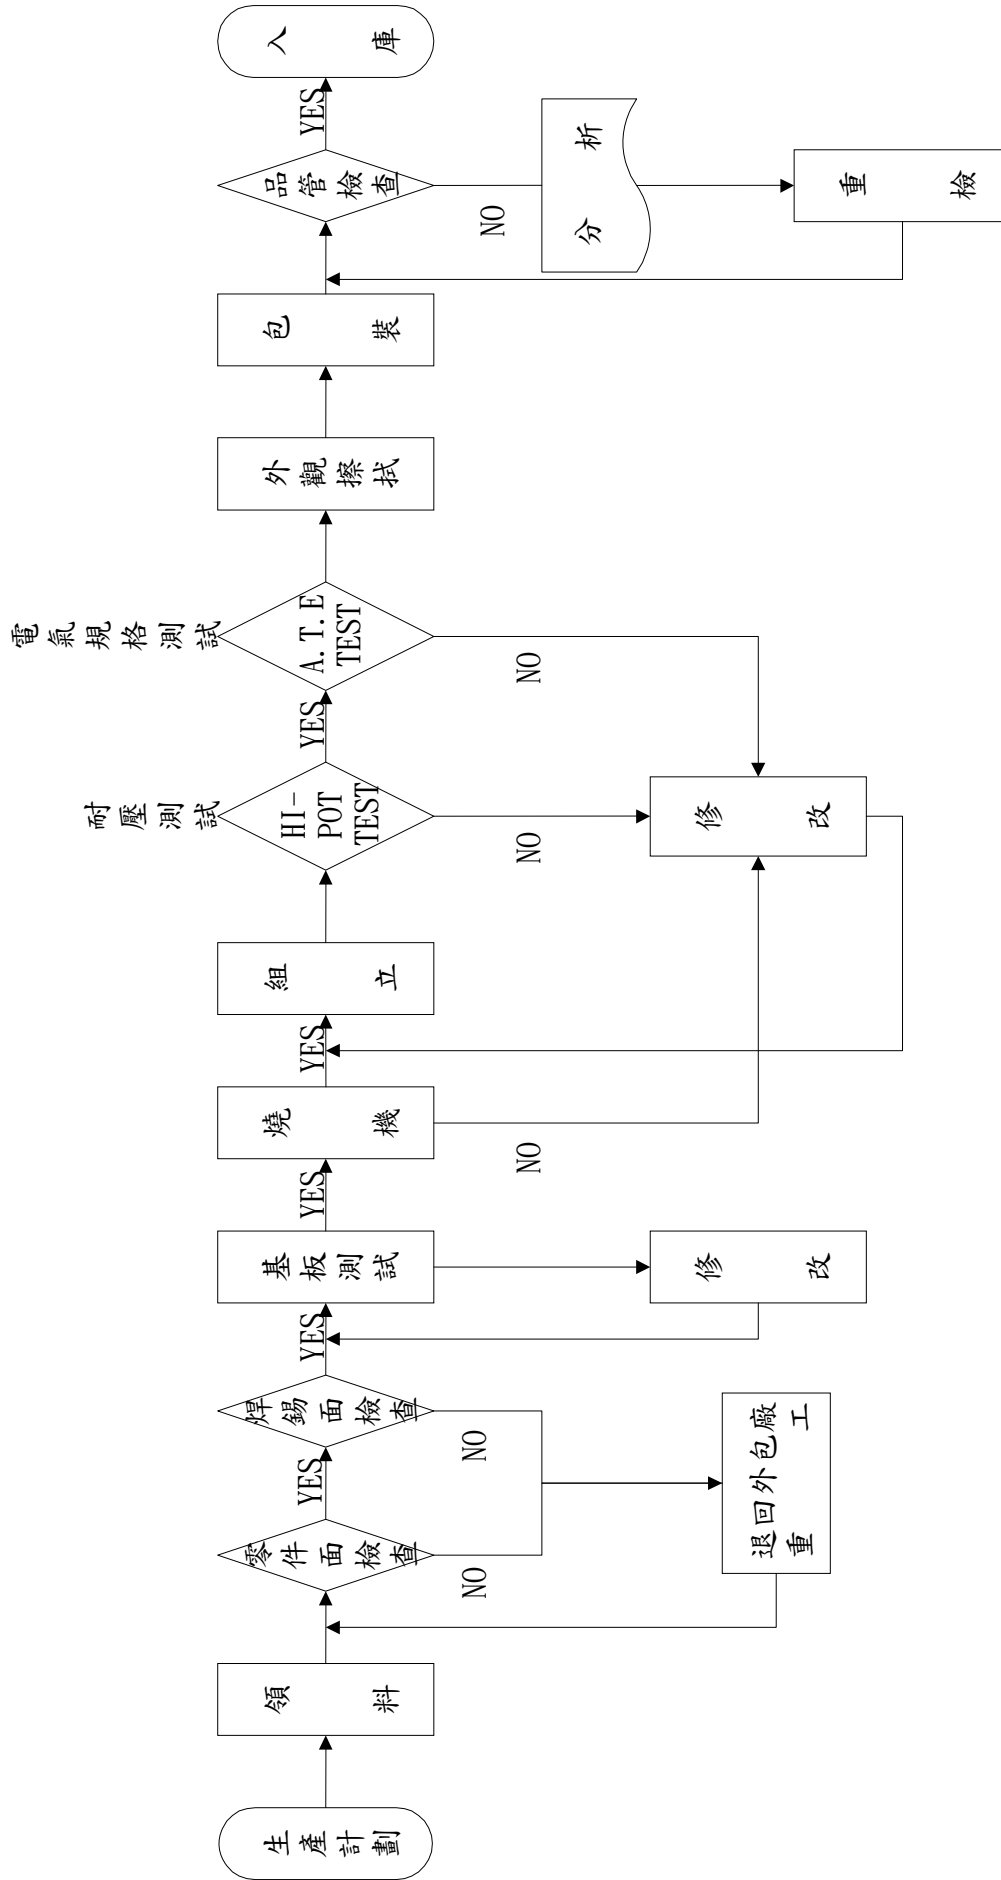 生產計劃
領料
零件面檢查
NO
YES
退回外包廠
重工
焊錫面檢查
NO
YES
基板測試
修改
YES
燒機
NO
YES
組立
耐壓測試
HI-
POT
TEST
NO
修改
YES
電氣規格測試
A.T.E
TEST
NO
外觀擦拭
包裝
品管檢查
NO
分析
重檢
YES
入庫